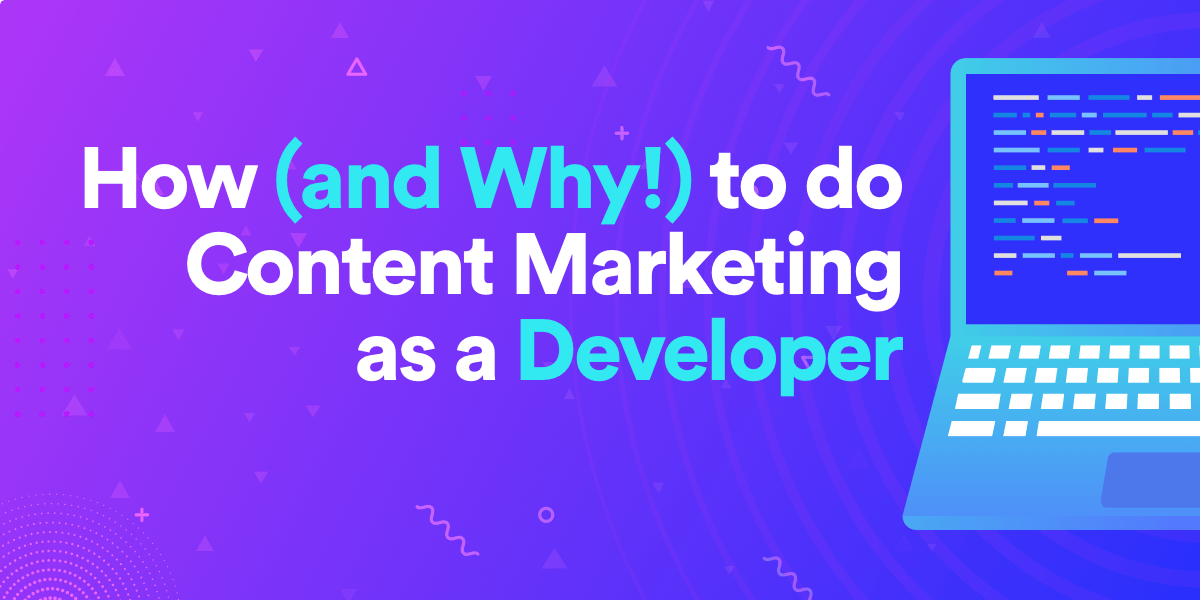 How (and Why!) to do
Content Marketing
as a Developer